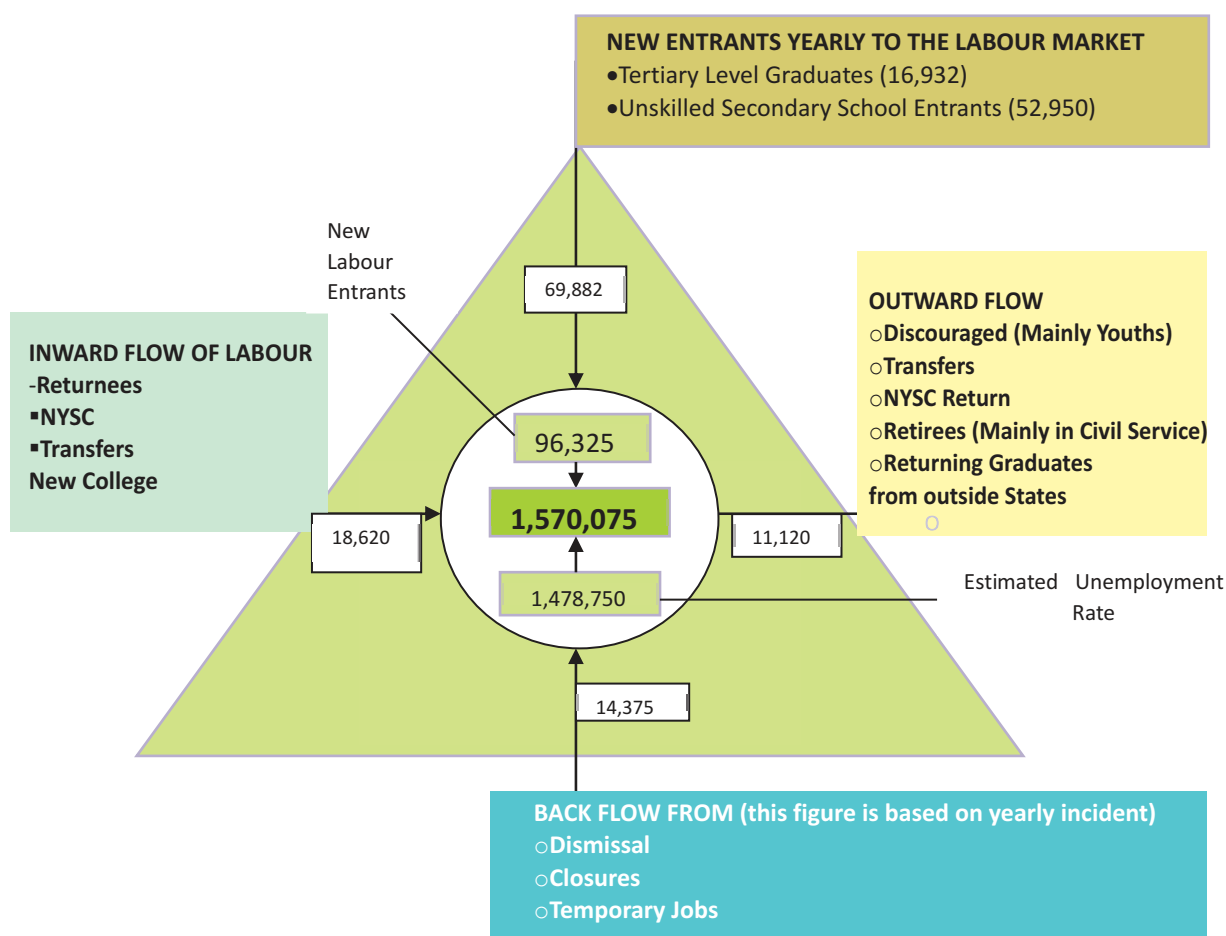 NEW ENTRANTS YEARLY TO THE LABOUR MARKET
•Tertiary Level Graduates (16,932)
•Unskilled Secondary School Entrants (52,950)
New
Labour
Entrants
69,882
INWARD FLOW OF LABOUR
-Returnees
▪NYSC
▪Transfers
New College
OUTWARD FLOW
○Discouraged (Mainly Youths)
○Transfers
○NYSC Return
○Retirees (Mainly in Civil Service)
○Returning Graduates
from outside States
○
96,325
1,570,075
18,620
11,120
1,478,750
Estimated Unemployment
Rate
14,375
BACK FLOW FROM (this figure is based on yearly incident)
○Dismissal
○Closures
○Temporary Jobs